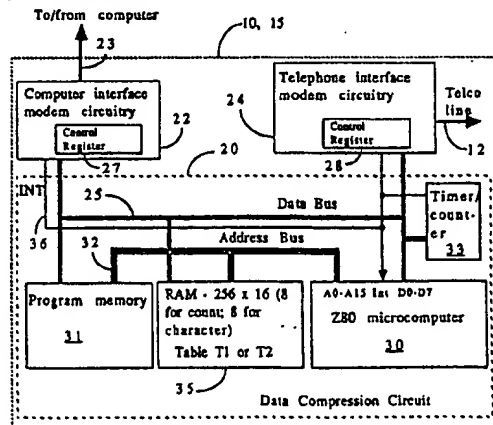 To/from computer
10, 15
23
Computer interface
modem circuitry
Control
Register
27
22
Telephone interface
modem circuitry
Control
Register
28
24
Telco
line
12
20
INT
25
Data Bus
36
32
Address Bus
Timer/
count-
er
33
Program memory
31
RAM - 256 x 16 (8
for count; 8 for
character)
Table T1 or T2
35
A0-A15 Int D0-D7
Z80 microcomputer
30
Data Compression Circuit